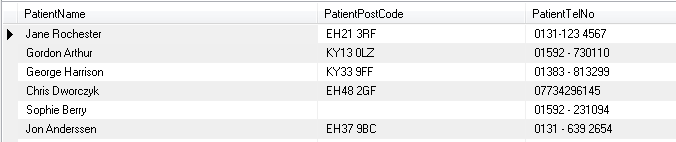 PatientName PatientPostCode PatientTelNo
Jane Rochester EH21 3RF 0131-123 4567
Gordon Arthur KY13 0LZ 01592 - 730110
George Harrison KY33 9FF 01383 - 813299
Chris Dworczyk EH48 2GF 07734296145
Sophie Berry 01592 - 231094
Jon Anderssen EH37 9BC 0131 - 639 2654